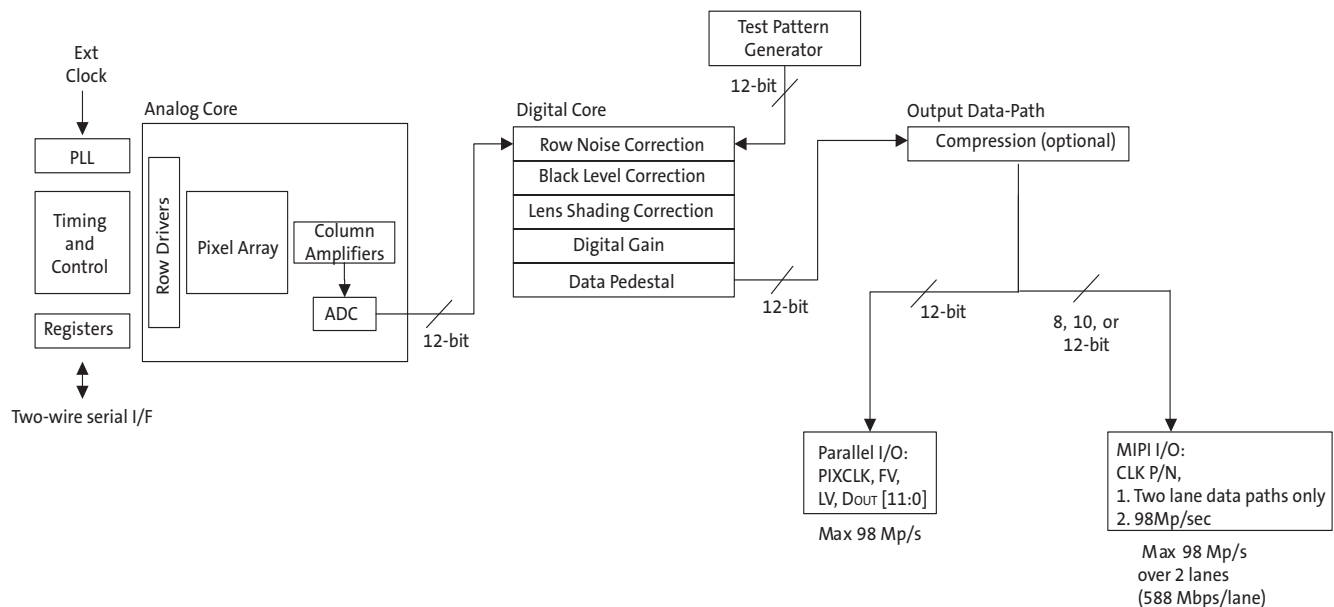 Test Pattern
Generator
12-bit
Ext
Clock
PLL
Timing
and
Control
Registers
Two-wire serial I/F
Analog Core
Row Drivers
Pixel Array
Column
Amplifiers
ADC
12-bit
Digital Core
Row Noise Correction
Black Level Correction
Lens Shading Correction
Digital Gain
Data Pedestal
12-bit
Output Data-Path
Compression (optional)
12-bit
8, 10, or
12-bit
Parallel I/O:
PIXCLK, FV,
LV, DOUT [11:0]
Max 98 Mp/s
MIPI I/O:
CLK P/N,
1. Two lane data paths only
2. 98Mp/sec
Max 98 Mp/s
over 2 lanes
(588 Mbps/lane)